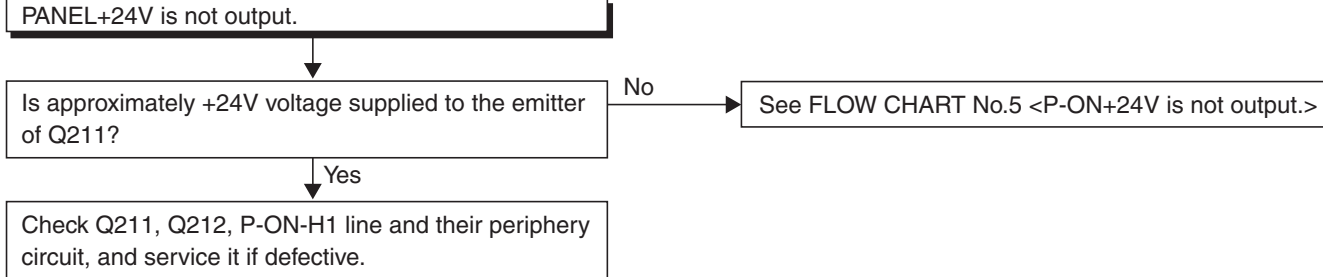 PANEL+24V is not output.
Is approximately +24V voltage supplied to the emitter
of Q211?
No
See FLOW CHART No.5 <P-ON+24V is not output.>
Yes
Check Q211, Q212, P-ON-H1 line and their periphery
circuit, and service it if defective.